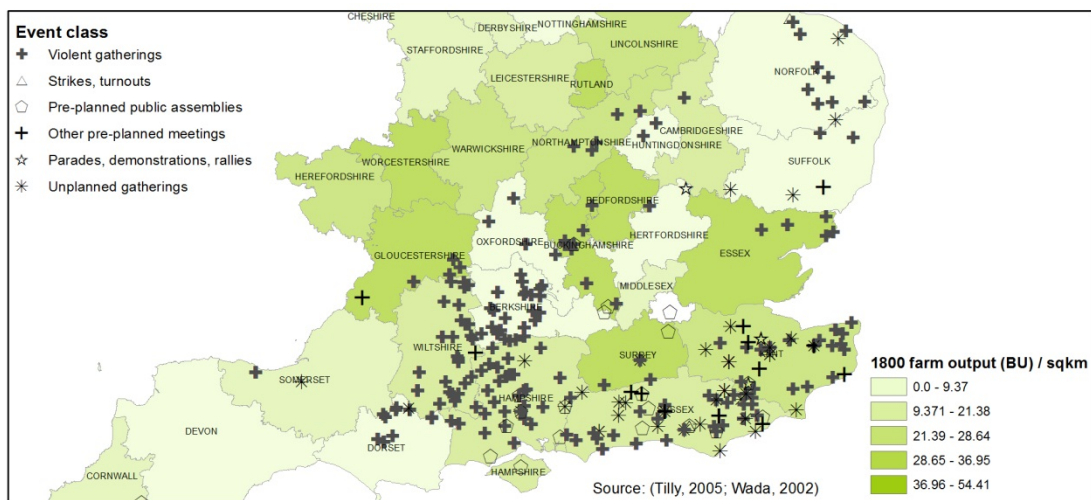 Event class
Violent gatherings
Strikes, turnouts
Pre-planned public assemblies
Other pre-planned meetings
Parades, demonstrations, rallies
Unplanned gatherings
CHESHIRE
DERBYSHIRE
NOTTINGHAMSHIRE
STAFFORDSHIRE
LINCOLNSHIRE
LEICESTERSHIRE
RUTLAND
NORFOLK
CAMBRIDGESHIRE
NORTHAMPTONSHIRE
HUNTINGDONSHIRE
WARWICKSHIRE
WORCESTERSHIRE
HEREFORDSHIRE
SUFFOLK
BEDFORDSHIRE
HERTFORDSHIRE
OXFORDSHIRE
BUCKINGHAMSHIRE
GLOUCESTERSHIRE
ESSEX
MIDDLESEX
BERKSHIRE
WILTSHIRE
SURREY
KENT
SOMERSET
HAMPSHIRE
SUSSEX
DEVON
DORSET
CORNWALL
HAMPSHIRE
1800 farm output (BU) / sqkm
0.0 - 9.37
9.371 - 21.38
21.39 - 28.64
28.65 - 36.95
36.96 - 54.41
Source: (Tilly, 2005; Wada, 2002)